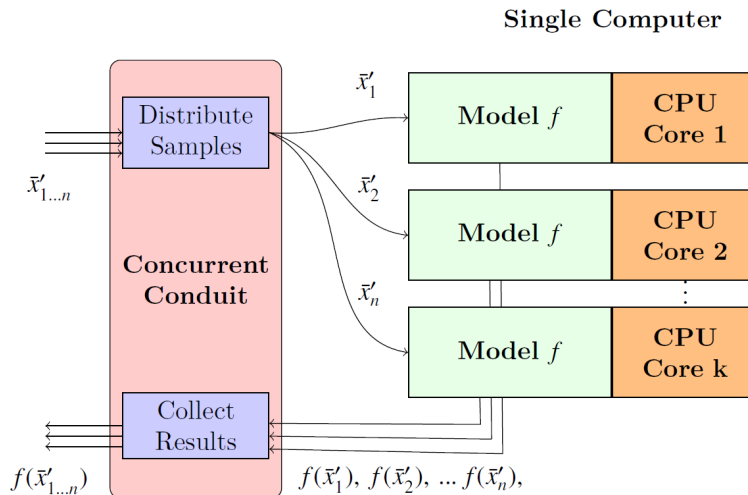 Single Computer
Distribute
Samples
x̄′₁...ₙ
Concurrent
Conduit
Collect
Results
f(x̄′₁...ₙ)
x̄′₁
x̄′₂
x̄′ₙ
Model f
CPU
Core 1
Model f
CPU
Core 2
⋮
Model f
CPU
Core k
f(x̄′₁), f(x̄′₂), ... f(x̄′ₙ),